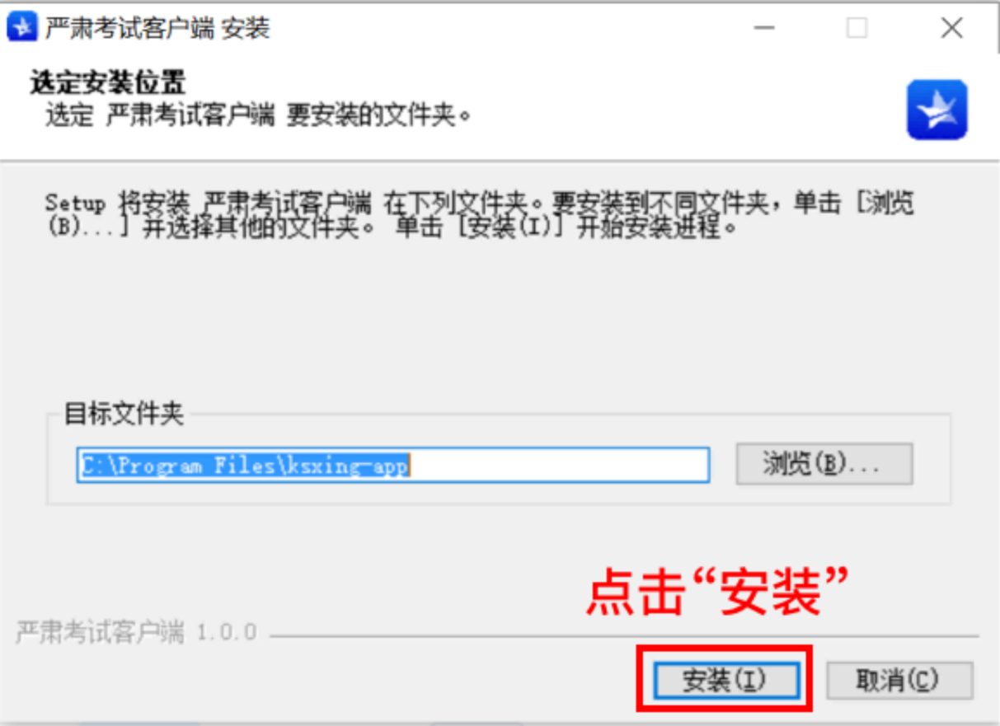 严肃考试客户端 安装
选定安装位置
选定 严肃考试客户端 要安装的文件夹。
Setup 将安装 严肃考试客户端 在下列文件夹。要安装到不同文件夹，单击 [浏览
(B)...] 并选择其他的文件夹。 单击 [安装(I)] 开始安装进程。
目标文件夹
C:\Program Files\ksxing-app
浏览(B)...
点击“安装”
严肃考试客户端 1.0.0
安装(I)
取消(C)